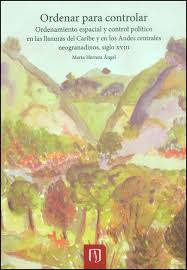 Ordenar para controlar
Ordenamiento espacial y control político
en las llanuras del Caribe y en los Andes centrales
neogranadinos, siglo XVIII
Marta Herrera Ángel